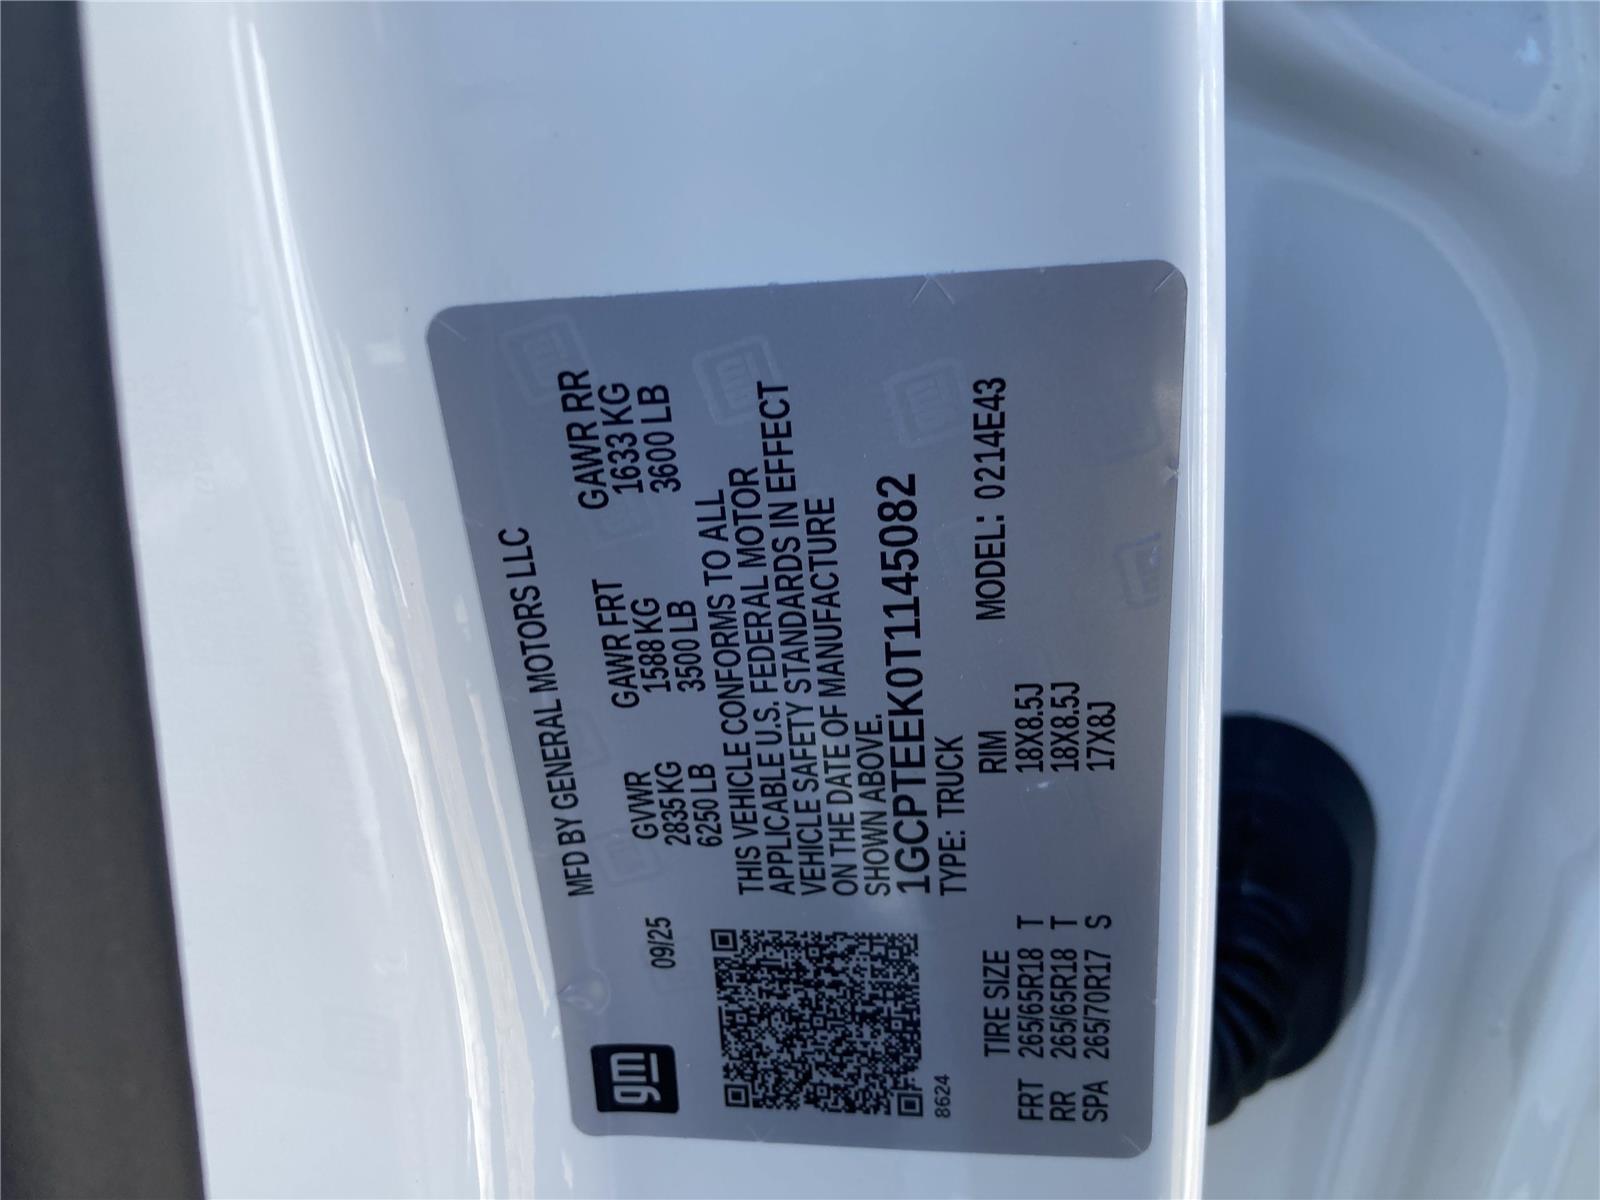 gm
MFD BY GENERAL MOTORS LLC
09/25 GVWR GAWR FRT GAWR RR
2835 KG 1588 KG 1633 KG
6250 LB 3500 LB 3600 LB
THIS VEHICLE CONFORMS TO ALL
APPLICABLE U.S. FEDERAL MOTOR
VEHICLE SAFETY STANDARDS IN EFFECT
ON THE DATE OF MANUFACTURE
SHOWN ABOVE.
1GCPTEEK0T1145082
TYPE: TRUCK MODEL: 0214E43
8624
TIRE SIZE RIM
FRT 265/65R18 T 18X8.5J
RR 265/65R18 T 18X8.5J
SPA 265/70R17 S 17X8J